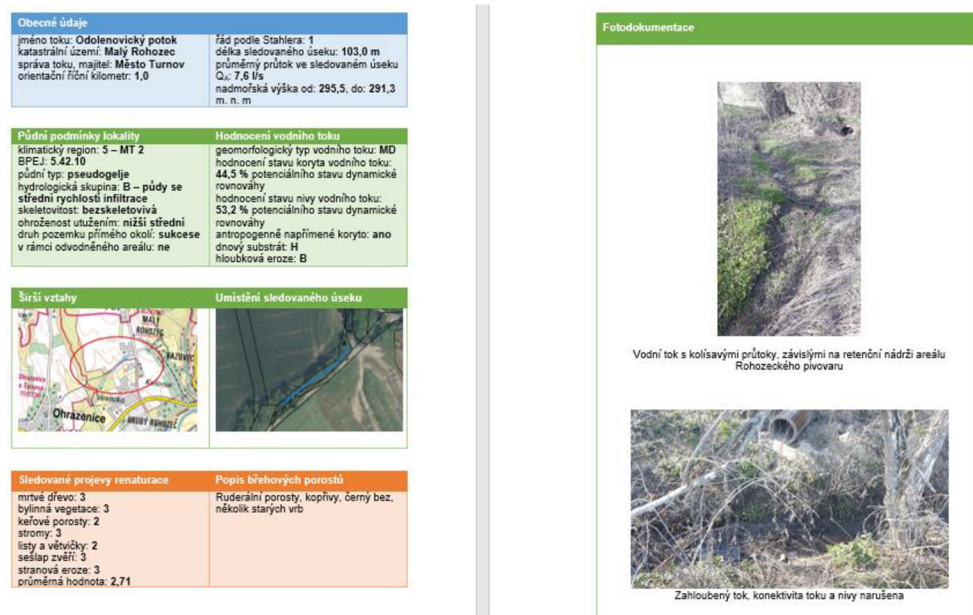 Obecné údaje
jméno toku: Odolenovický potok
katastrální území: Malý Rohozec
správa toku, majitel: Město Turnov
orientační říční kilometr: 1,0
řád podle Stahlera: 1
délka sledovaného úseku: 103,0 m
průměrný průtok ve sledovaném úseku
QA: 7,6 l/s
nadmořská výška od: 295,5, do: 291,3
m. n. m
Půdní podmínky lokality
klimatický region: 5 – MT 2
BPEJ: 5.42.10
půdní typ: pseudogelje
hydrologická skupina: B – půdy se
střední rychlostí infiltrace
skeletovitost: bezskeletovivá
ohroženost utužením: nižší střední
druh pozemku přímého okolí: sukcese
v rámci odvodněného areálu: ne
Hodnocení vodního toku
geomorfologický typ vodního toku: MD
hodnocení stavu koryta vodního toku:
44,5 % potenciálního stavu dynamické
rovnováhy
hodnocení stavu nivy vodního toku:
53,2 % potenciálního stavu dynamické
rovnováhy
antropogenně napřímené koryto: ano
dnový substrát: H
hloubková eroze: B
Širší vztahy
MALÝ
ROHOZEC
Ohrazenice
HRUBÝ ROHOZEC
Umístění sledovaného úseku
Sledované projevy renaturace
mrtvé dřevo: 3
bylinná vegetace: 3
keřové porosty: 2
stromy: 3
listy a větvičky: 2
sešlap zvěří: 3
stranová eroze: 3
průměrná hodnota: 2,71
Popis břehových porostů
Ruderální porosty, kopřivy, černý bez,
několik starých vrb
Fotodokumentace
Vodní tok s kolísavými průtoky, závislými na retenční nádrži areálu
Rohozeckého pivovaru
Zahloubený tok, konektivita toku a nivy narušena